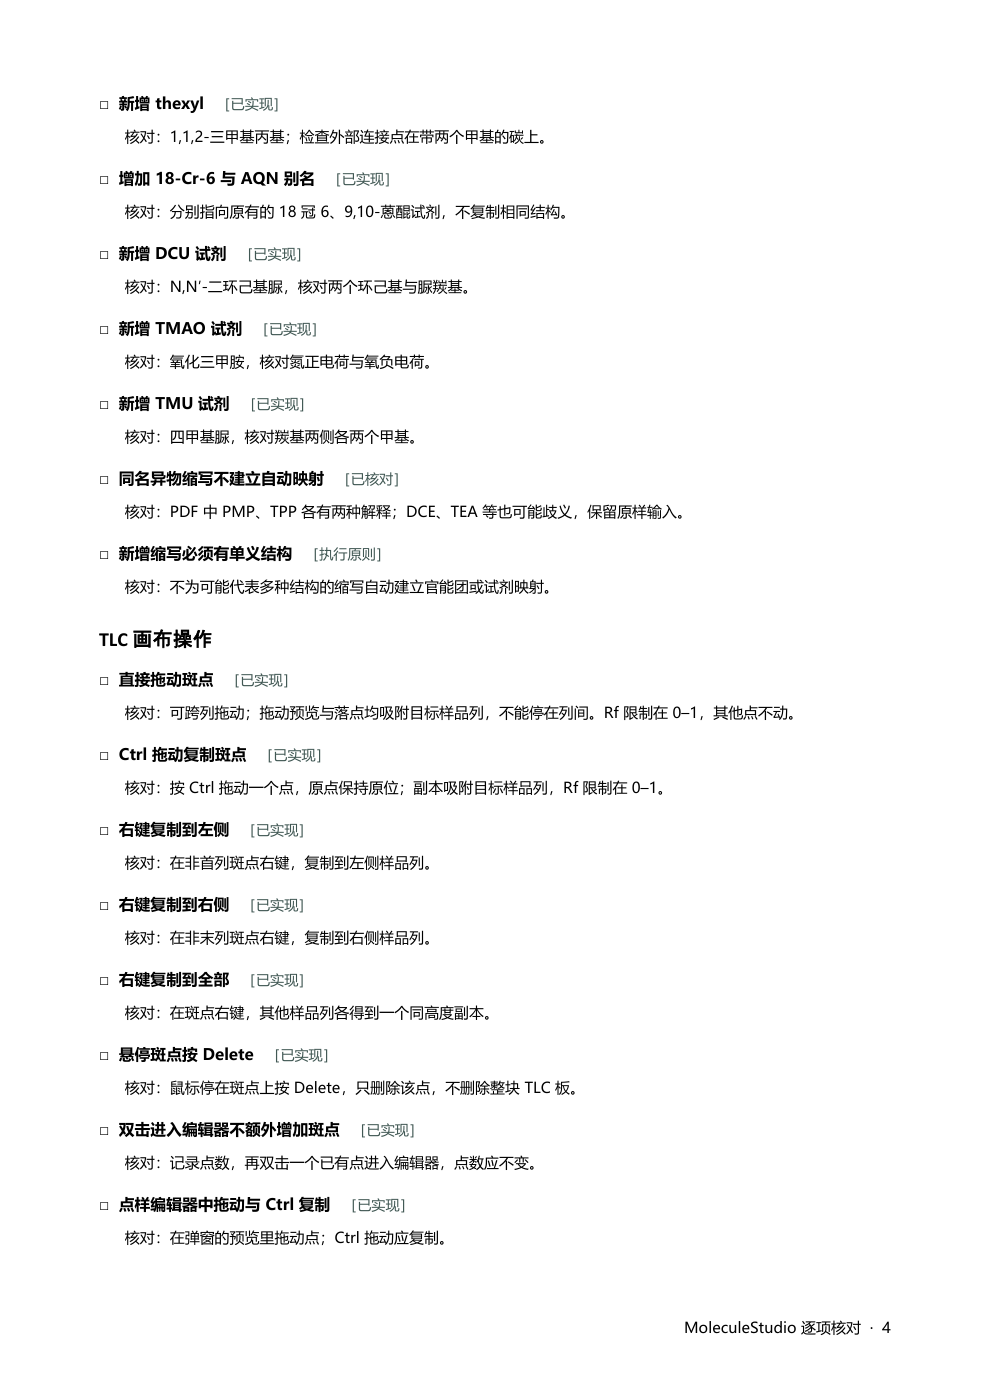 □ 新增 thexyl [已实现]
核对：1,1,2-三甲基丙基；检查外部连接点在带两个甲基的碳上。
□ 增加 18-Cr-6 与 AQN 别名 [已实现]
核对：分别指向原有的 18 冠 6、9,10-蒽醌试剂，不复制相同结构。
□ 新增 DCU 试剂 [已实现]
核对：N,N′-二环己基脲，核对两个环己基与脲羰基。
□ 新增 TMAO 试剂 [已实现]
核对：氧化三甲胺，核对氮正电荷与氧负电荷。
□ 新增 TMU 试剂 [已实现]
核对：四甲基脲，核对羰基两侧各两个甲基。
□ 同名异物缩写不建立自动映射 [已核对]
核对：PDF 中 PMP、TPP 各有两种解释；DCE、TEA 等也可能歧义，保留原样输入。
□ 新增缩写必须有单义结构 [执行原则]
核对：不为可能代表多种结构的缩写自动建立官能团或试剂映射。
TLC 画布操作
□ 直接拖动斑点 [已实现]
核对：可跨列拖动；拖动预览与落点均吸附目标样品列，不能停在列间。Rf 限制在 0–1，其他点不动。
□ Ctrl 拖动复制斑点 [已实现]
核对：按 Ctrl 拖动一个点，原点保持原位；副本吸附目标样品列，Rf 限制在 0–1。
□ 右键复制到左侧 [已实现]
核对：在非首列斑点右键，复制到左侧样品列。
□ 右键复制到右侧 [已实现]
核对：在非末列斑点右键，复制到右侧样品列。
□ 右键复制到全部 [已实现]
核对：在斑点右键，其他样品列各得到一个同高度副本。
□ 悬停斑点按 Delete [已实现]
核对：鼠标停在斑点上按 Delete，只删除该点，不删除整块 TLC 板。
□ 双击进入编辑器不额外增加斑点 [已实现]
核对：记录点数，再双击一个已有点进入编辑器，点数应不变。
□ 点样编辑器中拖动与 Ctrl 复制 [已实现]
核对：在弹窗的预览里拖动点；Ctrl 拖动应复制。
MoleculeStudio 逐项核对 · 4